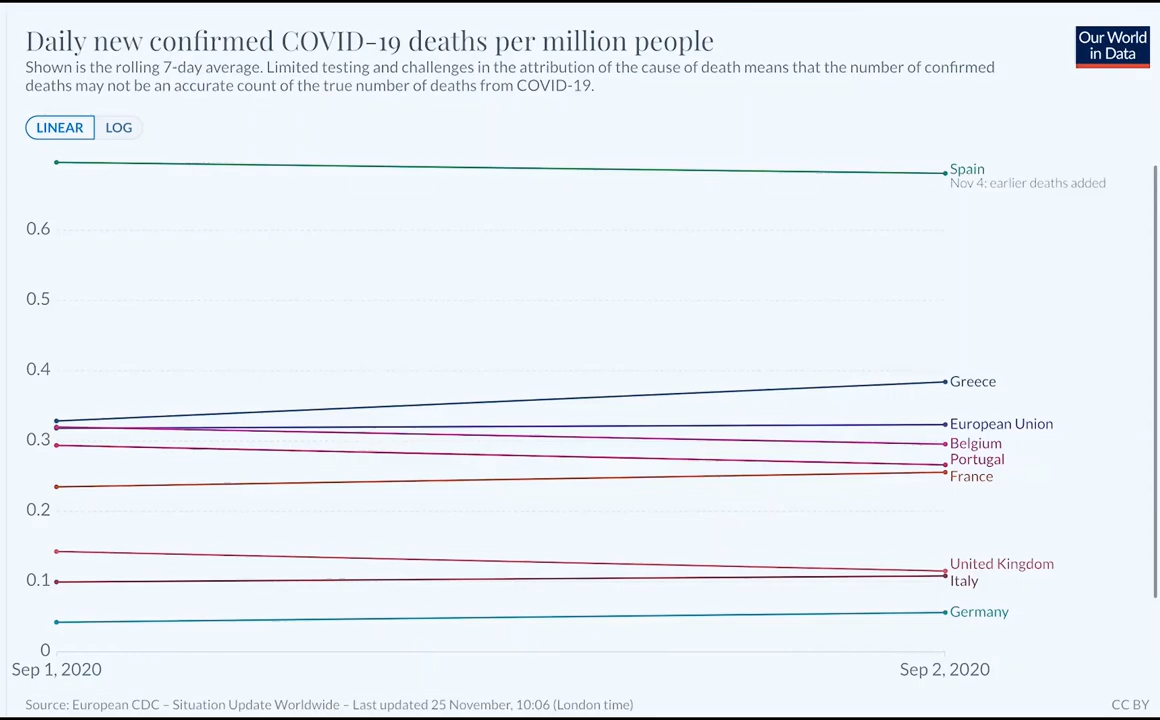 Daily new confirmed COVID-19 deaths per million people
Our World
in Data
Shown is the rolling 7-day average. Limited testing and challenges in the attribution of the cause of death means that the number of confirmed
deaths may not be an accurate count of the true number of deaths from COVID-19.
LINEAR LOG
Spain
Nov 4: earlier deaths added
0.6
0.5
0.4
Greece
European Union
0.3
Belgium
Portugal
France
0.2
United Kingdom
0.1
Italy
Germany
0
Sep 1, 2020 Sep 2, 2020
Source: European CDC – Situation Update Worldwide – Last updated 25 November, 10:06 (London time) CC BY